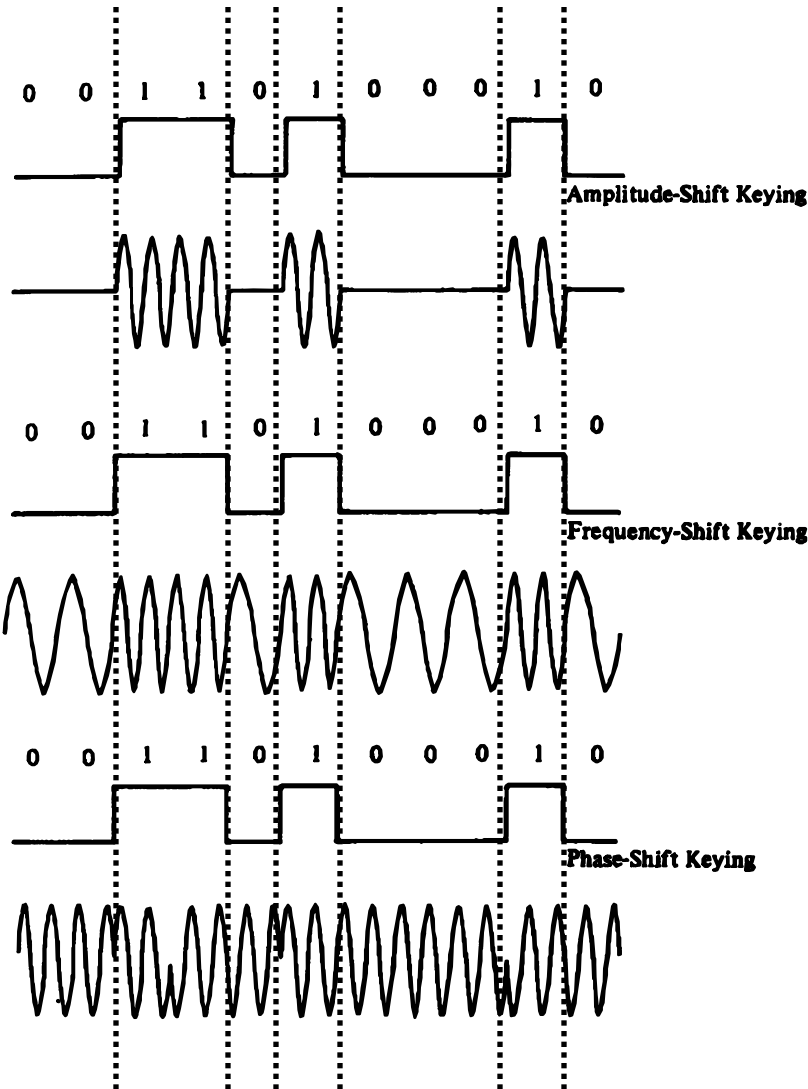 0 0 1 1 0 1 0 0 0 1 0
Amplitude-Shift Keying
0 0 1 1 0 1 0 0 0 1 0
Frequency-Shift Keying
0 0 1 1 0 1 0 0 0 1 0
Phase-Shift Keying